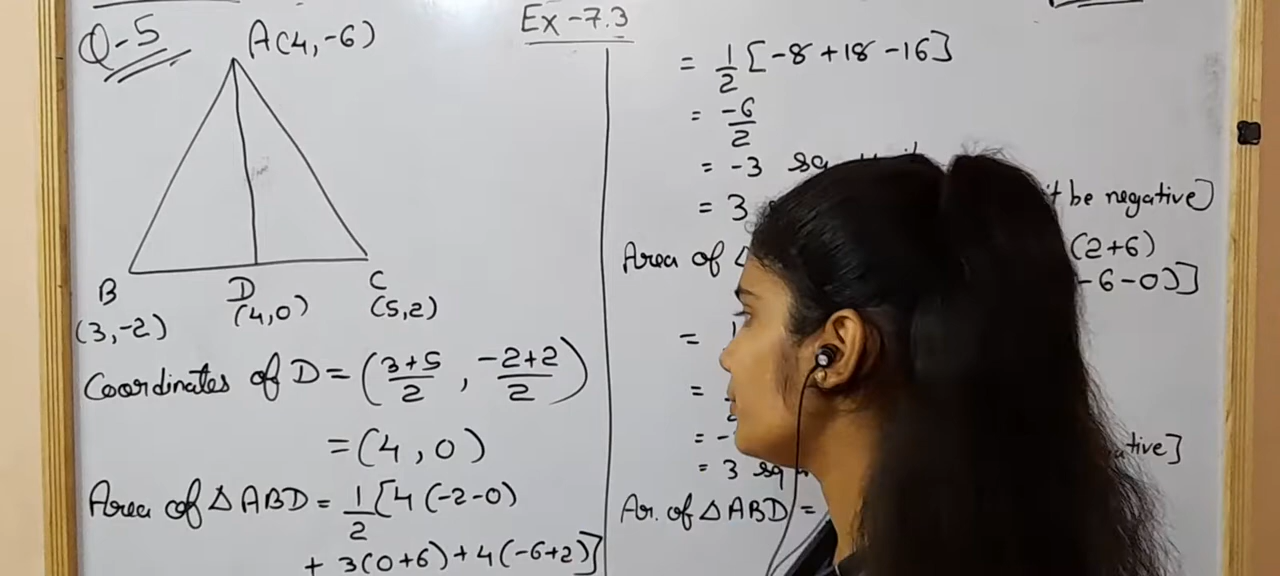 Q-5
Ex-7.3
A(4,-6)
B
(3,-2)
D
(4,0)
C
(5,2)
Coordinates of D = (3+5/2 , -2+2/2)
= (4,0)
Area of △ABD = 1/2 [4(-2-0)
+ 3(0+6) + 4(-6+2)]
= 1/2 [-8+18-16]
= -6/2
= -3
= 3 be negative]
Area of (2+6)
-6-0)]
=
=
= -
= 3 sq
Ar. of △ABD =